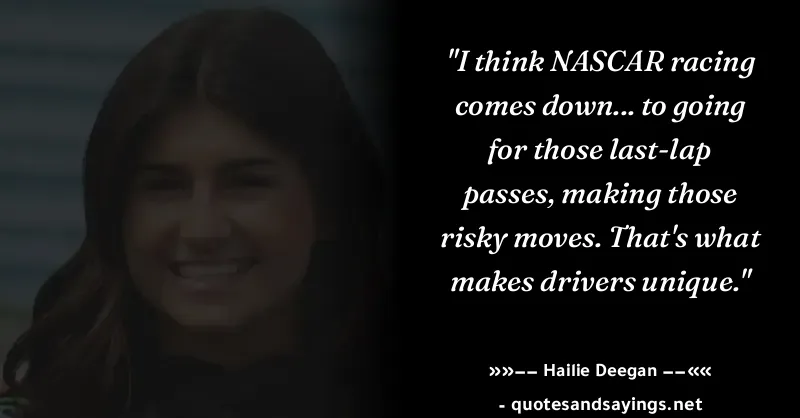 "I think NASCAR racing
comes down... to going
for those last-lap
passes, making those
risky moves. That's what
makes drivers unique."
»»—— Hailie Deegan ——««
- quotesandsayings.net